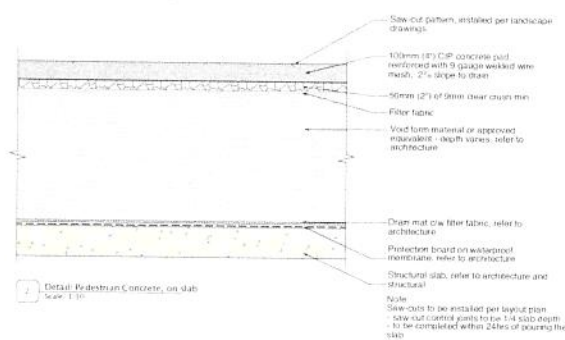 Saw-cut pattern, installed per landscape
drawings
100mm (4") CIP concrete pad
reinforced with 9 gauge welded wire
mesh, 2% slope to drain
50mm (2") of 9mm clear crush min
Filter fabric
Void form material or approved
equivalent - depth varies, refer to
architecture
Drain mat c/w filter fabric, refer to
architecture
Protection board on waterproof
membrane, refer to architecture
Structural slab, refer to architecture and
structural
Note:
Saw-cuts to be installed per layout plan
- saw cut control joints to be 1/4 slab depth
- to be completed within 24hrs of pouring the
slab
Detail: Pedestrian Concrete, on slab
Scale: 1:10